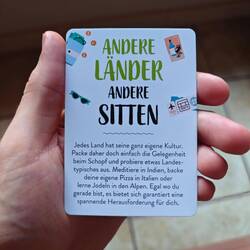 ANDERE
LÄNDER
ANDERE
SITTEN
Jedes Land hat seine ganz eigene Kultur.
Packe daher doch einfach die Gelegenheit
beim Schopf und probiere etwas Landes-
typisches aus. Meditiere in Indien, backe
deine eigene Pizza in Italien oder
lerne Jodeln in den Alpen. Egal wo du
gerade bist, es bietet sich garantiert eine
spannende Herausforderung für dich.